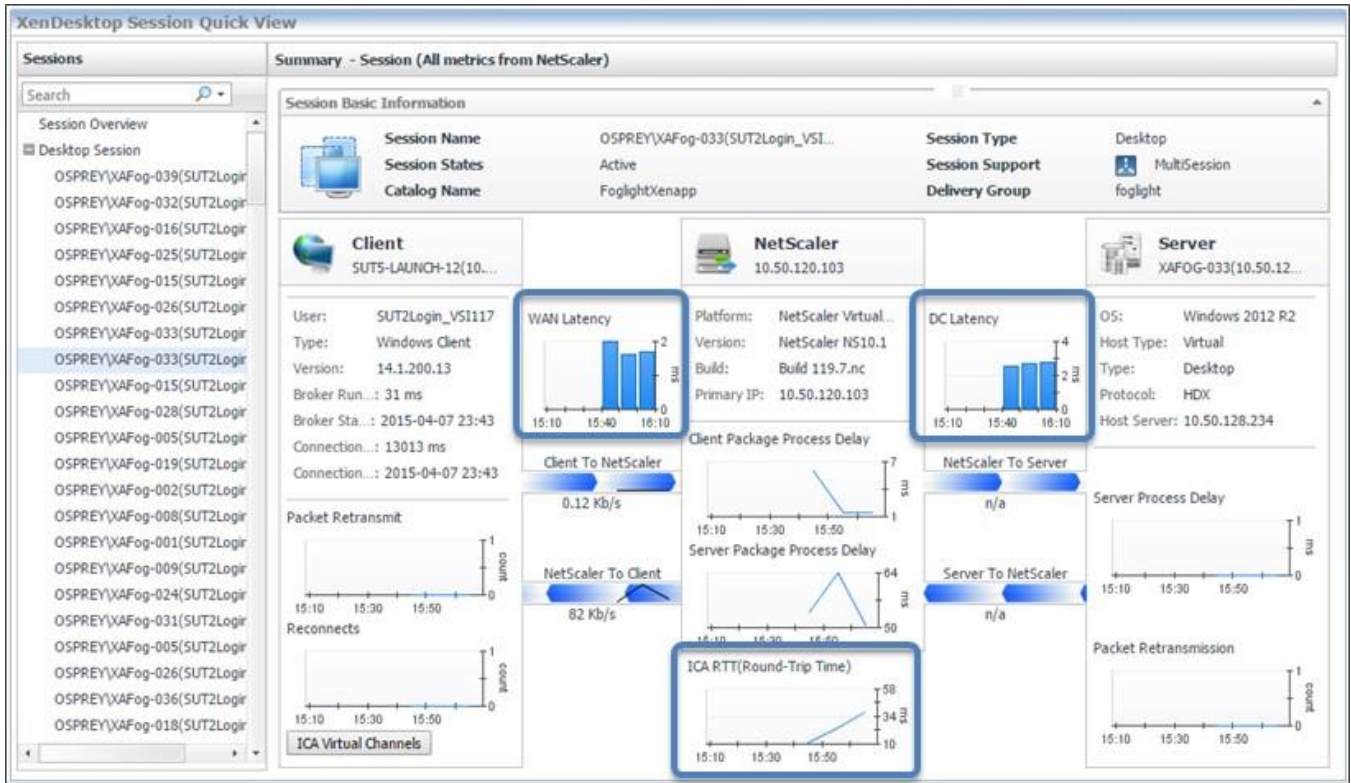 XenDesktop Session Quick View
Sessions
Search
Session Overview
Desktop Session
OSPREY\XAFog-039(SUT2Login
OSPREY\XAFog-032(SUT2Login
OSPREY\XAFog-016(SUT2Login
OSPREY\XAFog-025(SUT2Login
OSPREY\XAFog-015(SUT2Login
OSPREY\XAFog-026(SUT2Login
OSPREY\XAFog-033(SUT2Login
OSPREY\XAFog-033(SUT2Login
OSPREY\XAFog-015(SUT2Login
OSPREY\XAFog-028(SUT2Login
OSPREY\XAFog-005(SUT2Login
OSPREY\XAFog-019(SUT2Login
OSPREY\XAFog-002(SUT2Login
OSPREY\XAFog-008(SUT2Login
OSPREY\XAFog-001(SUT2Login
OSPREY\XAFog-009(SUT2Login
OSPREY\XAFog-024(SUT2Login
OSPREY\XAFog-031(SUT2Login
OSPREY\XAFog-005(SUT2Login
OSPREY\XAFog-026(SUT2Login
OSPREY\XAFog-036(SUT2Login
OSPREY\XAFog-018(SUT2Login
Summary - Session (All metrics from NetScaler)
Session Basic Information
Session Name OSPREY\XAFog-033(SUT2Login_VSI... Session Type Desktop
Session States Active Session Support MultiSession
Catalog Name FoglightXenapp Delivery Group foglight
Client
SUT5-LAUNCH-12(10....
User: SUT2Login_VSI117
Type: Windows Client
Version: 14.1.200.13
Broker Run...: 31 ms
Broker Sta...: 2015-04-07 23:43
Connection...: 13013 ms
Connection...: 2015-04-07 23:43
Packet Retransmit
1
count
0
15:10 15:30 15:50
Reconnects
1
count
0
15:10 15:30 15:50
ICA Virtual Channels
WAN Latency
2
ms
0
15:10 15:40 16:10
Client To NetScaler
0.12 Kb/s
NetScaler To Client
82 Kb/s
NetScaler
10.50.120.103
Platform: NetScaler Virtual...
Version: NetScaler NS10.1
Build: Build 119.7.nc
Primary IP: 10.50.120.103
Client Package Process Delay
7
ms
1
15:10 15:30 15:50
Server Package Process Delay
64
ms
50
15:10 15:30 15:50
ICA RTT(Round-Trip Time)
58
34
ms
10
15:10 15:30 15:50
DC Latency
4
2
ms
0
15:10 15:40 16:10
NetScaler To Server
n/a
Server To NetScaler
n/a
Server
XAFOG-033(10.50.12...
OS: Windows 2012 R2
Host Type: Virtual
Type: Desktop
Protocol: HDX
Host Server: 10.50.128.234
Server Process Delay
1
ms
0
15:10 15:30 15:50
Packet Retransmission
1
count
0
15:10 15:30 15:50